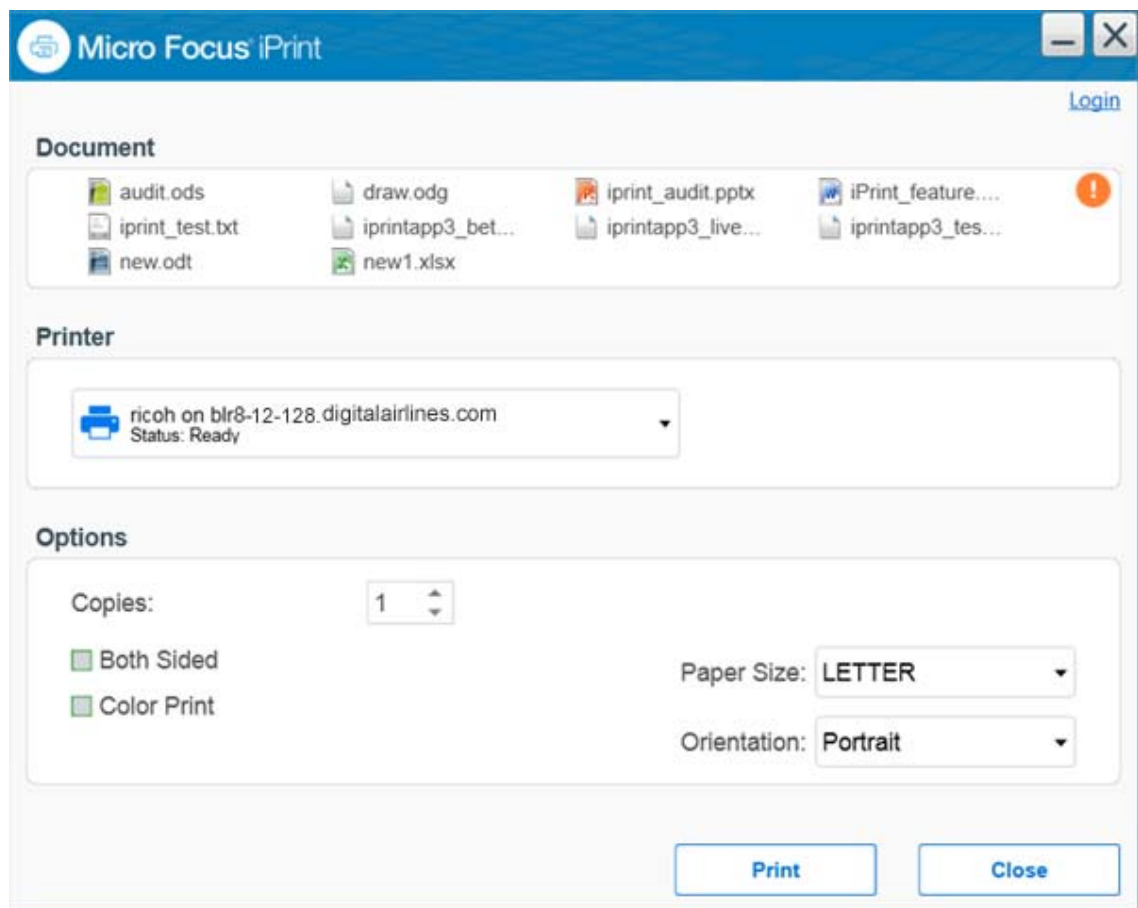 Micro Focus iPrint
Login
Document
audit.ods draw.odg iprint_audit.pptx iPrint_feature....
iprint_test.txt iprintapp3_bet... iprintapp3_live... iprintapp3_tes...
new.odt new1.xlsx
Printer
ricoh on blr8-12-128.digitalairlines.com
Status: Ready
Options
Copies: 1
Both Sided
Paper Size: LETTER
Color Print
Orientation: Portrait
Print Close